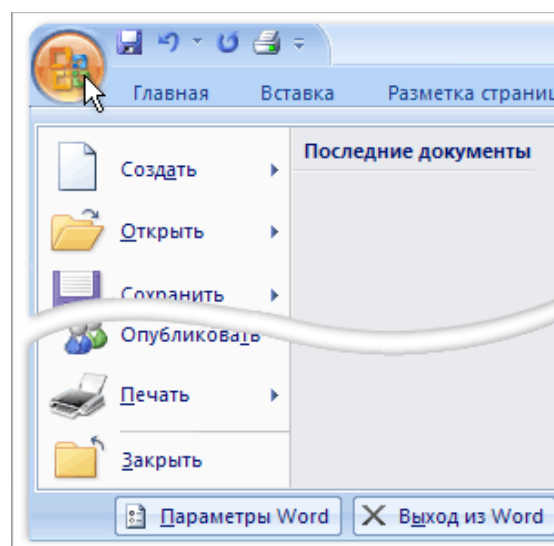 Главная Вставка Разметка страниц
Последние документы
Создать
Открыть
Сохранить
Опубликовать
Печать
Закрыть
Параметры Word Выход из Word